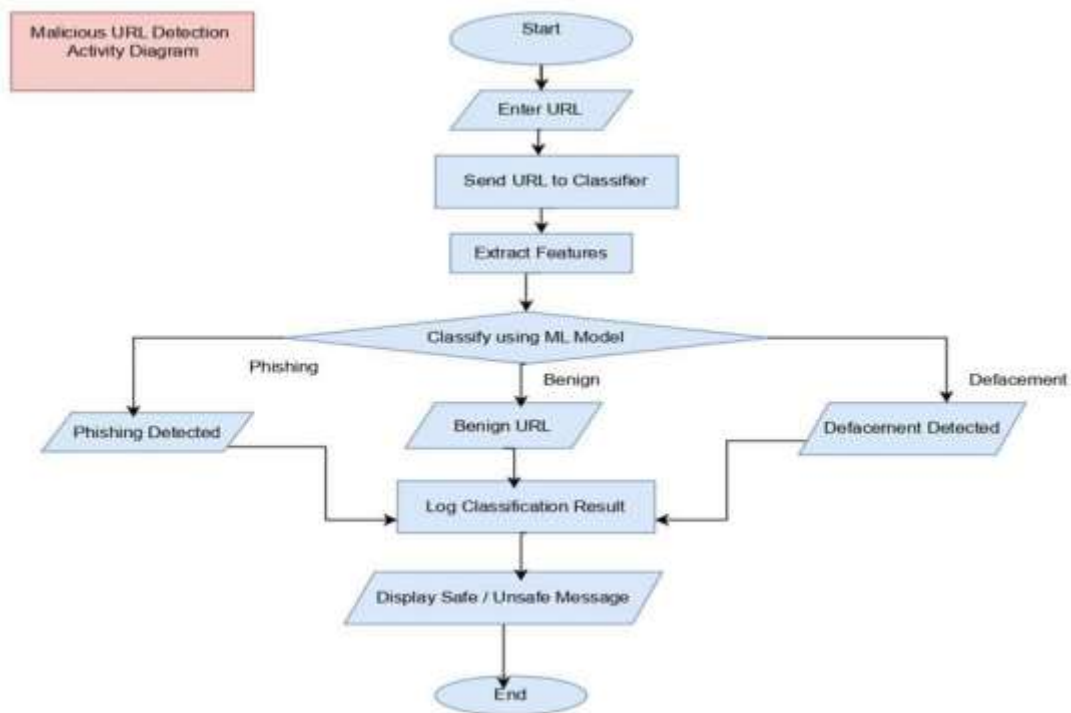 Malicious URL Detection
Activity Diagram
Start
Enter URL
Send URL to Classifier
Extract Features
Classify using ML Model
Phishing
Benign
Defacement
Phishing Detected
Benign URL
Defacement Detected
Log Classification Result
Display Safe / Unsafe Message
End